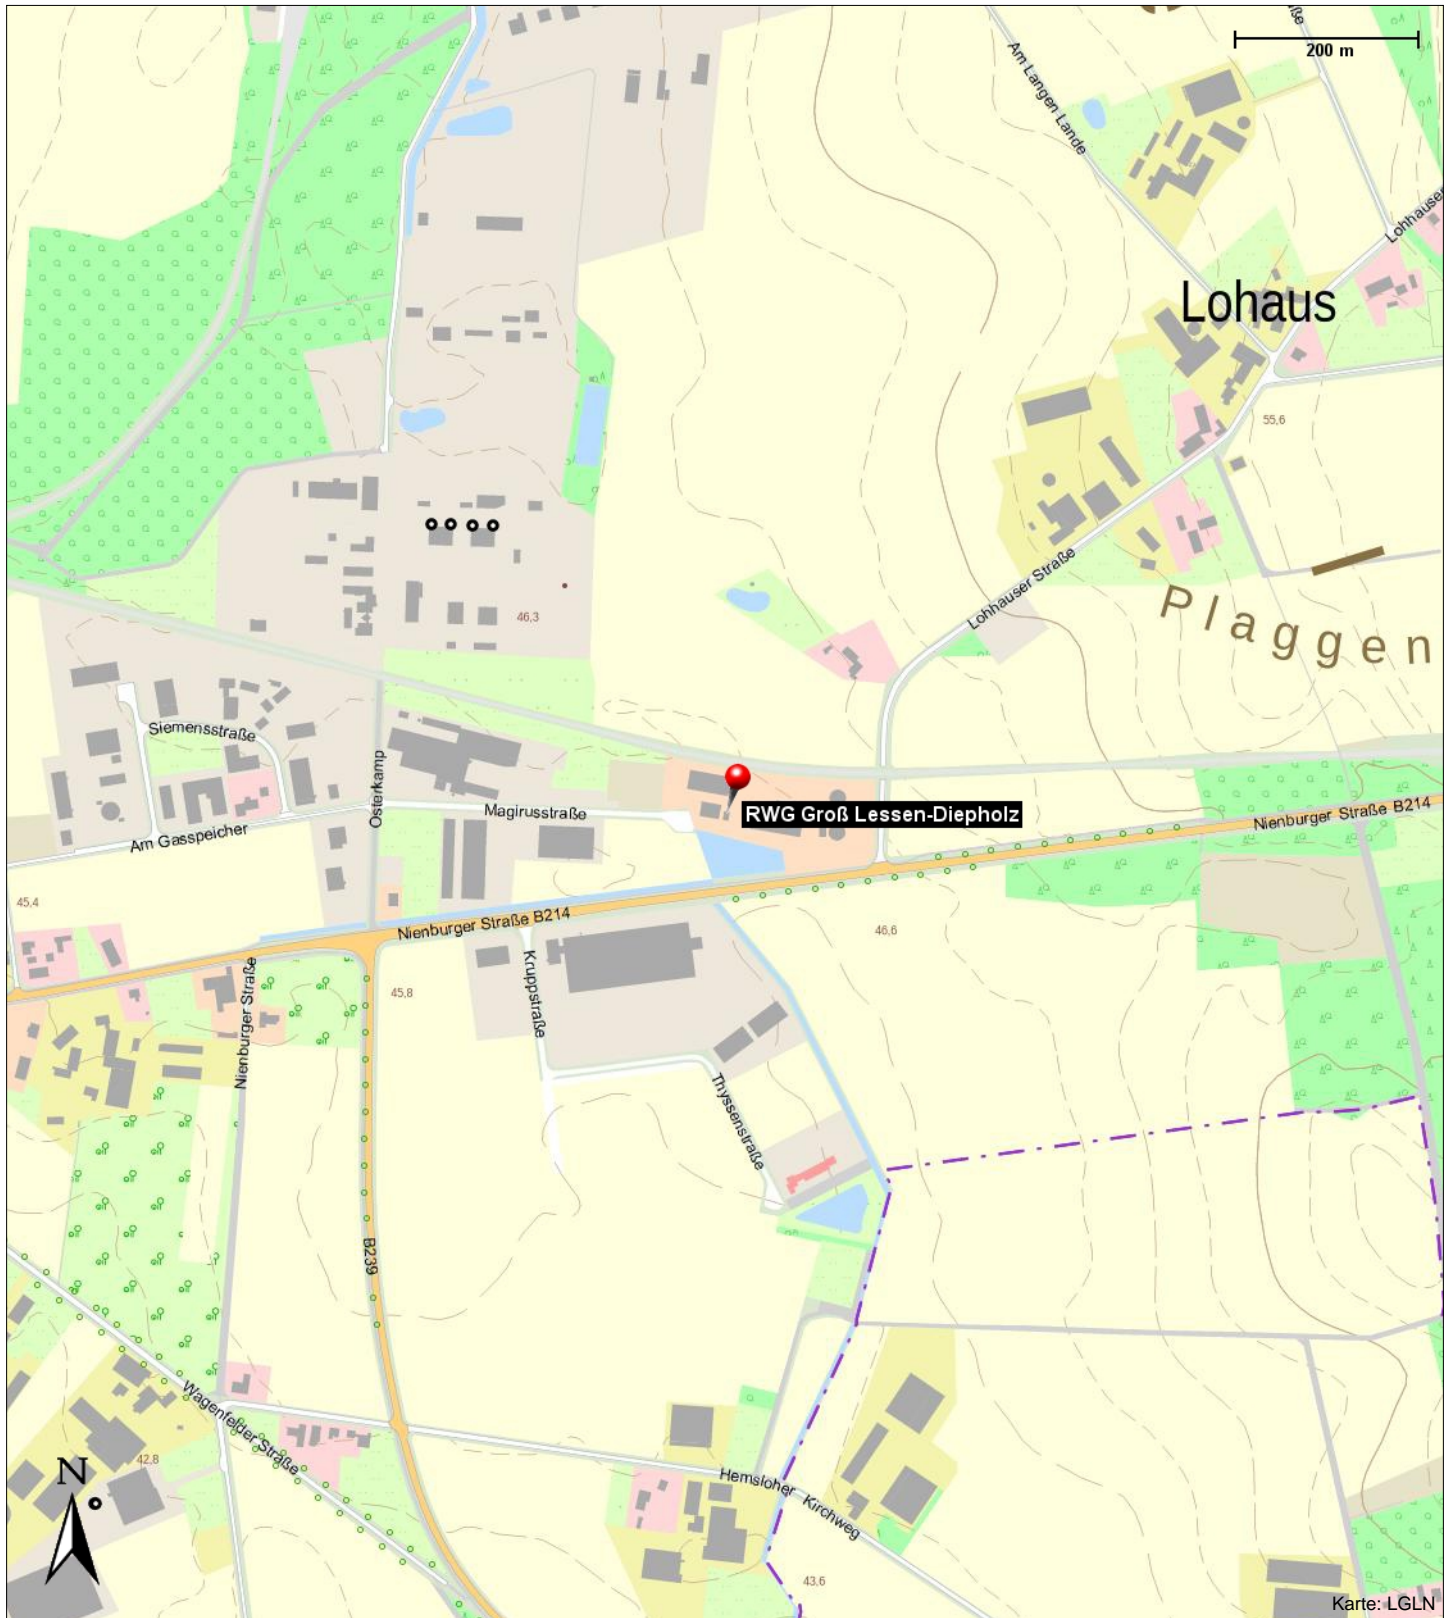 200 m
Am Langen Lande
ße
Lohhauser
Lohaus
55,6
Lohhauser Straße
Plaggen
46,3
Siemensstraße
Osterkamp
Magirusstraße
RWG Groß Lessen-Diepholz
Nienburger Straße B214
Am Gasspeicher
45,4
Nienburger Straße B214
46,6
Kruppstraße
Nienburger Straße
45,8
Thyssenstraße
B239
Wagenfelder Straße
42,8
N
Hemsloher Kirchweg
43,6
Karte: LGLN